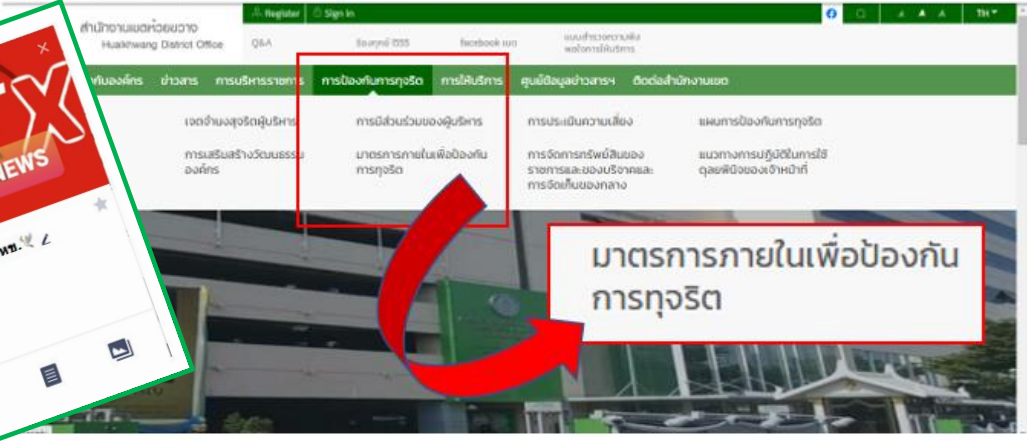 Register
Sign in
TH
สำนักงานเขตห้วยขวาง
Huaikhwang District Office
Q&A
ร้องทุกข์ 1555
facebook เขต
แบบสำรวจความพึง
พอใจการให้บริการ
ข่าวสาร
การบริหารราชการ
การป้องกันการทุจริต
การให้บริการ
ศูนย์ข้อมูลข่าวสารฯ
ติดต่อสำนักงานเขต
เจตจำนงสุจริตผู้บริหาร
การมีส่วนร่วมของผู้บริหาร
การประเมินความเสี่ยง
แผนการป้องกันการทุจริต
การเสริมสร้างวัฒนธรรม
องค์กร
มาตรการภายในเพื่อป้องกัน
การทุจริต
การจัดการทรัพย์สินของ
ราชการและของบริจาคและ
การจัดเก็บของกลาง
แนวทางการปฏิบัติในการใช้
ดุลยพินิจของเจ้าหน้าที่
มาตรการภายในเพื่อป้องกัน
การทุจริต